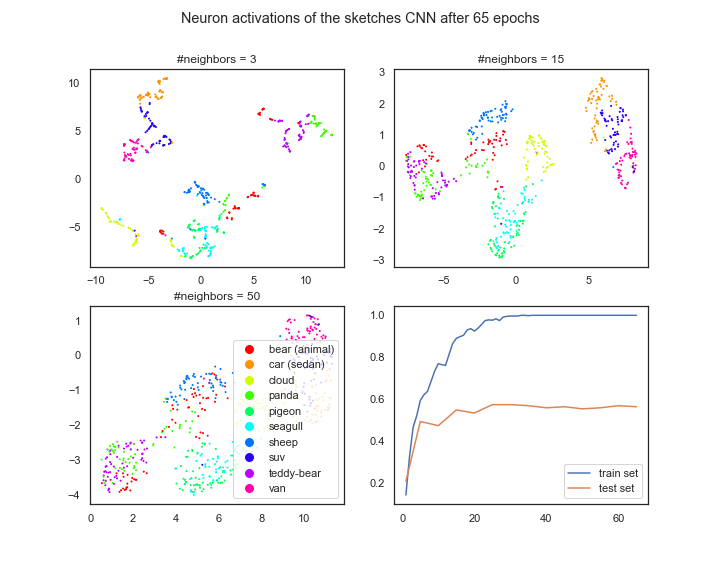 Neuron activations of the sketches CNN after 65 epochs
#neighbors = 3
10
5
0
−5
−10 −5 0 5 10
#neighbors = 15
3
2
1
0
−1
−2
−3
−5 0 5
#neighbors = 50
1
0
−1
−2
−3
−4
0 2 4 6 8 10
bear (animal)
car (sedan)
cloud
panda
pigeon
seagull
sheep
suv
teddy-bear
van
1.0
0.8
0.6
0.4
0.2
0 20 40 60
train set
test set